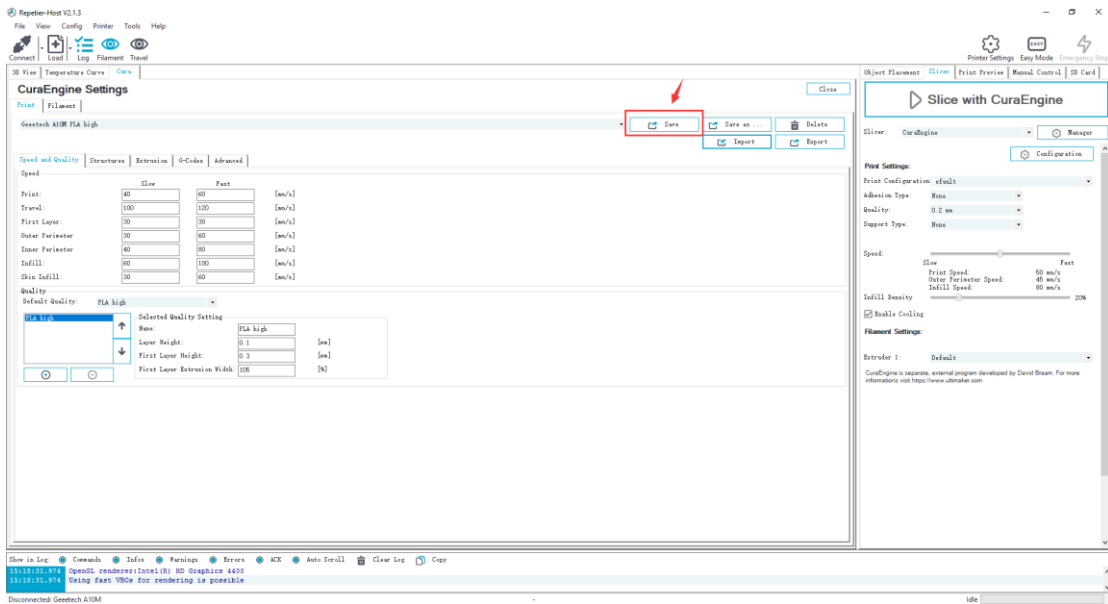 Repetier-Host V2.1.3
File View Config Printer Tools Help
Connect Load Log Filament Travel
Printer Settings Easy Mode Emergency Stop
EASY
3D View Temperature Curve Cura
Object Placement Slicer Print Preview Manual Control SD Card
CuraEngine Settings
Close
Print Filament
Geeetech A10M PLA high
Save Save as ... Delete
Import Export
Speed and Quality Structures Extrusion G-Codes Advanced
Speed
Slow Fast
Print: 40 60 [mm/s]
Travel: 100 120 [mm/s]
First Layer: 30 30 [mm/s]
Outer Perimeter 30 60 [mm/s]
Inner Perimeter 40 80 [mm/s]
Infill: 60 100 [mm/s]
Skin Infill: 30 60 [mm/s]
Quality
Default Quality: PLA high
PLA high
Selected Quality Setting
Name: PLA high
Layer Height: 0.1 [mm]
First Layer Height: 0.3 [mm]
First Layer Extrusion Width: 105 [%]
Slice with CuraEngine
Slicer: CuraEngine Manager
Configuration
Print Settings:
Print Configuration: efault
Adhesion Type: None
Quality: 0.2 mm
Support Type: None
Speed:
Slow Fast
Print Speed: 50 mm/s
Outer Perimeter Speed: 45 mm/s
Infill Speed: 80 mm/s
Infill Density 20%
Enable Cooling
Filament Settings:
Extruder 1: Default
CuraEngine is separate, external program developed by David Braam. For more
informations visit https://www.ultimaker.com
Show in Log: Commands Infos Warnings Errors ACK Auto Scroll Clear Log Copy
15:18:31.974 OpenGL renderer:Intel(R) HD Graphics 4400
15:18:31.974 Using fast VBOs for rendering is possible
Disconnected: Geeetech A10M - Idle